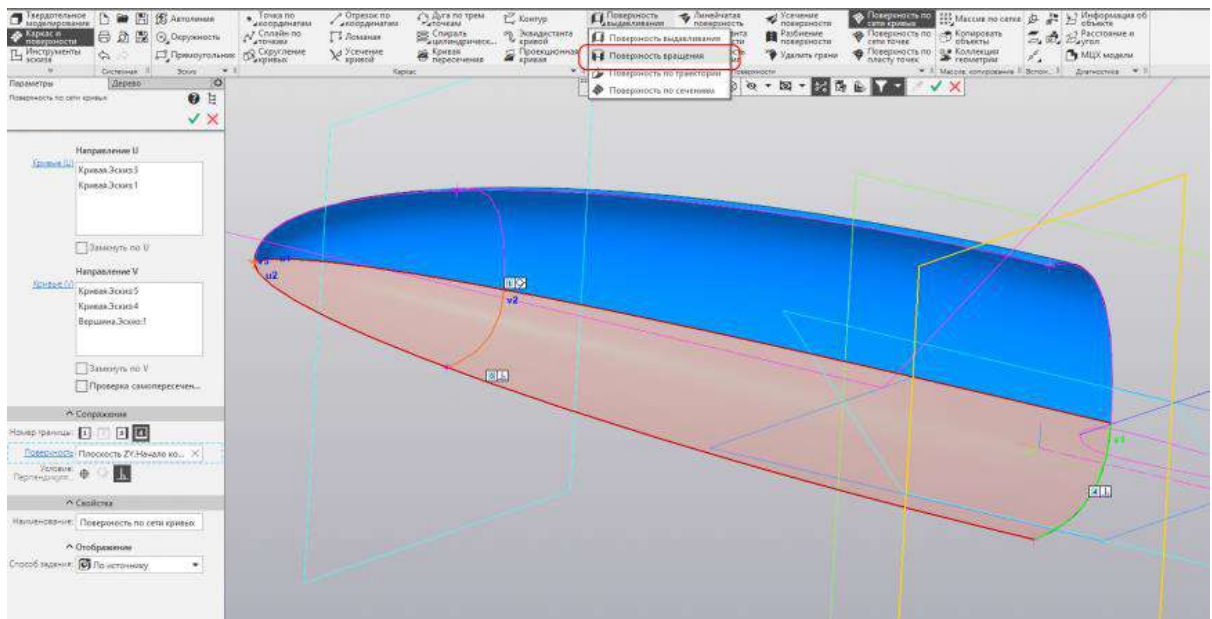 Твердотельное моделирование
Каркас и поверхности
Инструменты эскиза
Системная
Автолиния
Окружность
Прямоугольник
Эскиз
Точка по координатам
Сплайн по точкам
Скругление кривых
Отрезок по координатам
Ломаная
Усечение кривой
Дуга по трем точкам
Спираль цилиндричес...
Кривая пересечения
Контур
Эквидистанта кривой
Проекционная кривая
Каркас
Поверхность выдавливания
Поверхность выдавливания
Поверхность вращения
Поверхность по траектории
Поверхность по сечениям
Линейчатая поверхность
Усечение поверхности
Разбиение поверхности
Удалить грани
Поверхность по сети кривых
Поверхность по сети точек
Поверхность по пласту точек
Массив по сетке
Копировать объекты
Коллекция геометрии
Массив, копирование
Вспом...
Информация об объекте
Расстояние и угол
МЦХ модели
Диагностика
Параметры
Дерево
Поверхность по сети кривых
Направление U
Кривые (U)
Кривая.Эскиз:3
Кривая.Эскиз:1
Замкнуть по U
Направление V
Кривые (V)
Кривая.Эскиз:5
Кривая.Эскиз:4
Вершина.Эскиз:1
Замкнуть по V
Проверка самопересечен...
Сопряжения
Номер границы:
Поверхность
Плоскость ZY.Начало ко...
Условие:
Перпендикул...
Свойства
Наименование:
Поверхность по сети кривых
Отображение
Способ задания:
По источнику
u1
u2
v2
v1